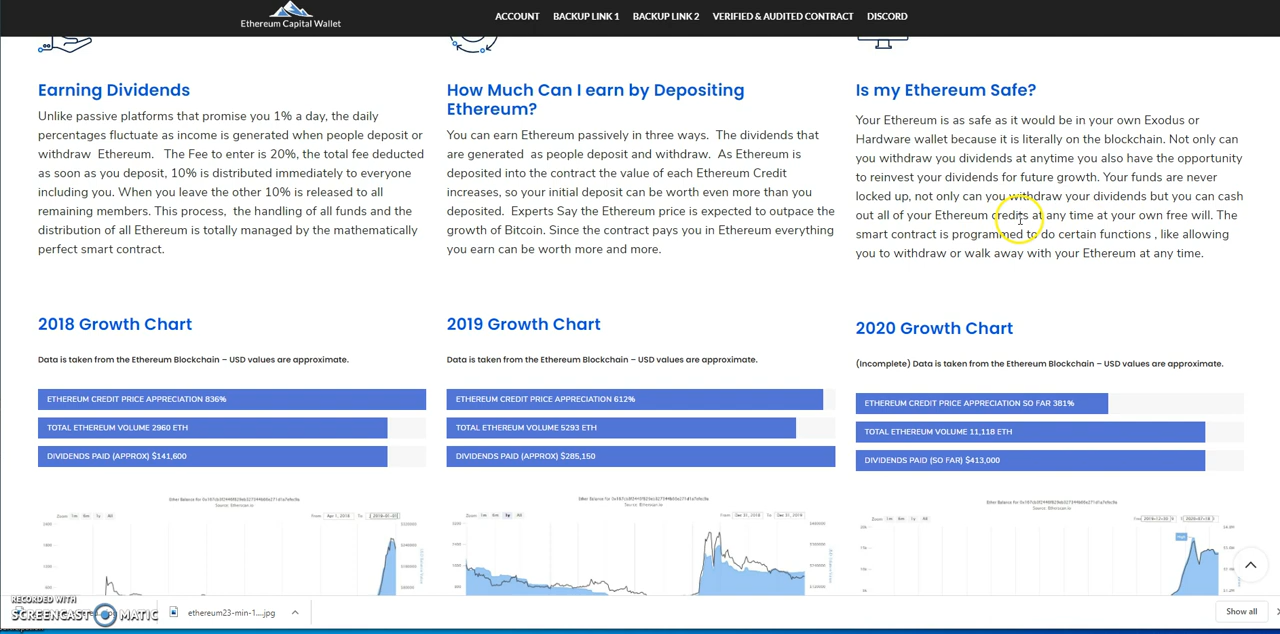 Ethereum Capital Wallet
ACCOUNT BACKUP LINK 1 BACKUP LINK 2 VERIFIED & AUDITED CONTRACT DISCORD
Earning Dividends
Unlike passive platforms that promise you 1% a day, the daily
percentages fluctuate as income is generated when people deposit or
withdraw Ethereum. The Fee to enter is 20%, the total fee deducted
as soon as you deposit, 10% is distributed immediately to everyone
including you. When you leave the other 10% is released to all
remaining members. This process, the handling of all funds and the
distribution of all Ethereum is totally managed by the mathematically
perfect smart contract.
How Much Can I earn by Depositing
Ethereum?
You can earn Ethereum passively in three ways. The dividends that
are generated as people deposit and withdraw. As Ethereum is
deposited into the contract the value of each Ethereum Credit
increases, so your initial deposit can be worth even more than you
deposited. Experts Say the Ethereum price is expected to outpace the
growth of Bitcoin. Since the contract pays you in Ethereum everything
you earn can be worth more and more.
Is my Ethereum Safe?
Your Ethereum is as safe as it would be in your own Exodus or
Hardware wallet because it is literally on the blockchain. Not only can
you withdraw you dividends at anytime you also have the opportunity
to reinvest your dividends for future growth. Your funds are never
locked up, not only can you withdraw your dividends but you can cash
out all of your Ethereum credits at any time at your own free will. The
smart contract is programmed to do certain functions , like allowing
you to withdraw or walk away with your Ethereum at any time.
2018 Growth Chart
Data is taken from the Ethereum Blockchain – USD values are approximate.
ETHEREUM CREDIT PRICE APPRECIATION 836%
TOTAL ETHEREUM VOLUME 2960 ETH
DIVIDENDS PAID (APPROX) $141,600
2019 Growth Chart
Data is taken from the Ethereum Blockchain – USD values are approximate.
ETHEREUM CREDIT PRICE APPRECIATION 612%
TOTAL ETHEREUM VOLUME 5293 ETH
DIVIDENDS PAID (APPROX) $285,150
2020 Growth Chart
(Incomplete) Data is taken from the Ethereum Blockchain – USD values are approximate.
ETHEREUM CREDIT PRICE APPRECIATION SO FAR 381%
TOTAL ETHEREUM VOLUME 11,118 ETH
DIVIDENDS PAID (SO FAR) $413,000
Source: Etherscan.io
Source: Etherscan.io
Source: Etherscan.io
RECORDED WITH
SCREENCAST MATIC
ethereum23-min-1....jpg
Show all